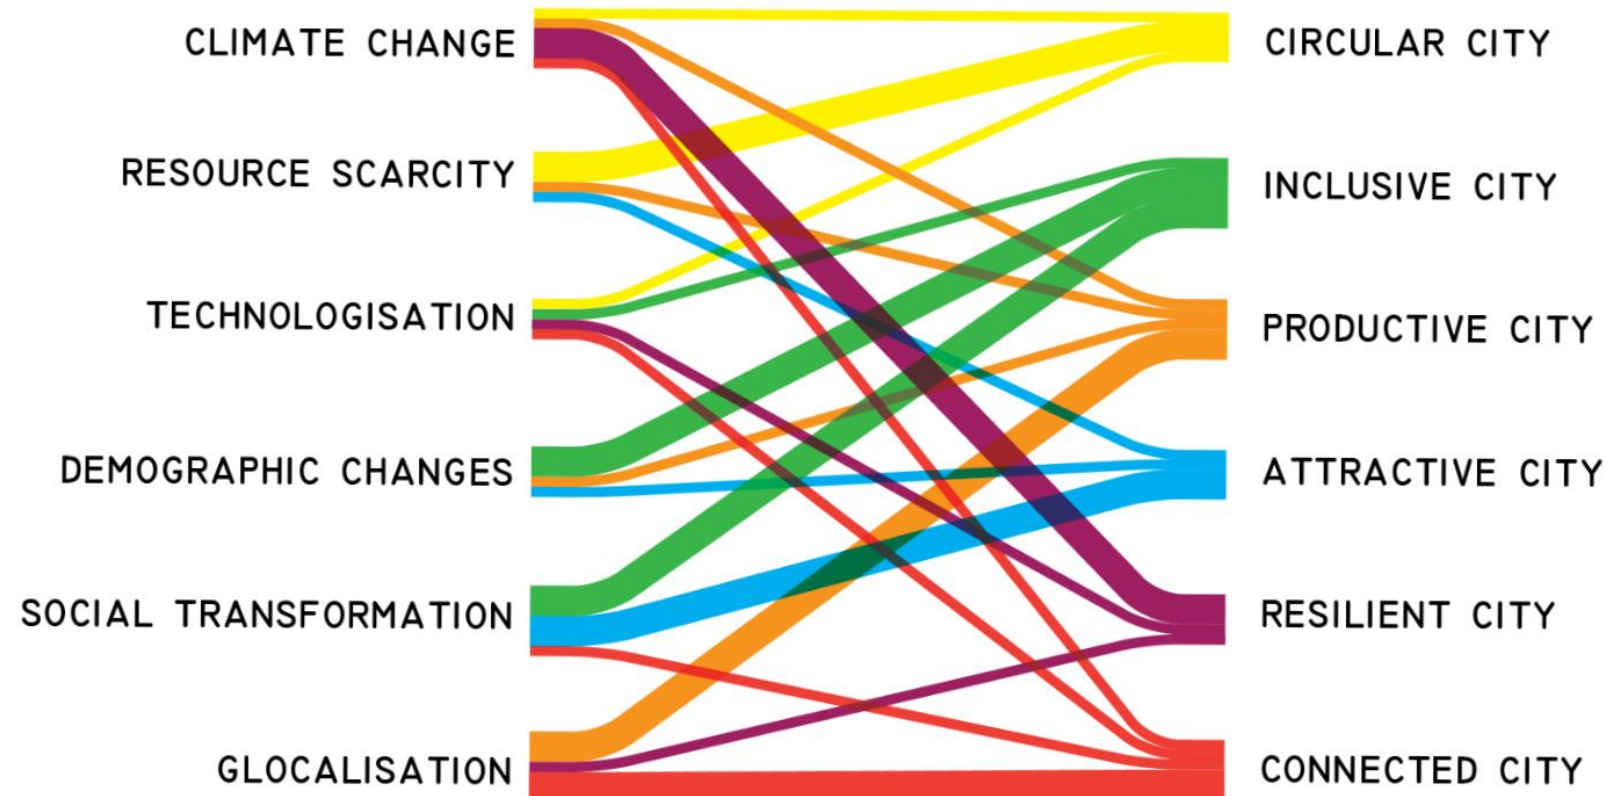 CLIMATE CHANGE
RESOURCE SCARCITY
TECHNOLOGISATION
DEMOGRAPHIC CHANGES
SOCIAL TRANSFORMATION
GLOCALISATION
CIRCULAR CITY
INCLUSIVE CITY
PRODUCTIVE CITY
ATTRACTIVE CITY
RESILIENT CITY
CONNECTED CITY